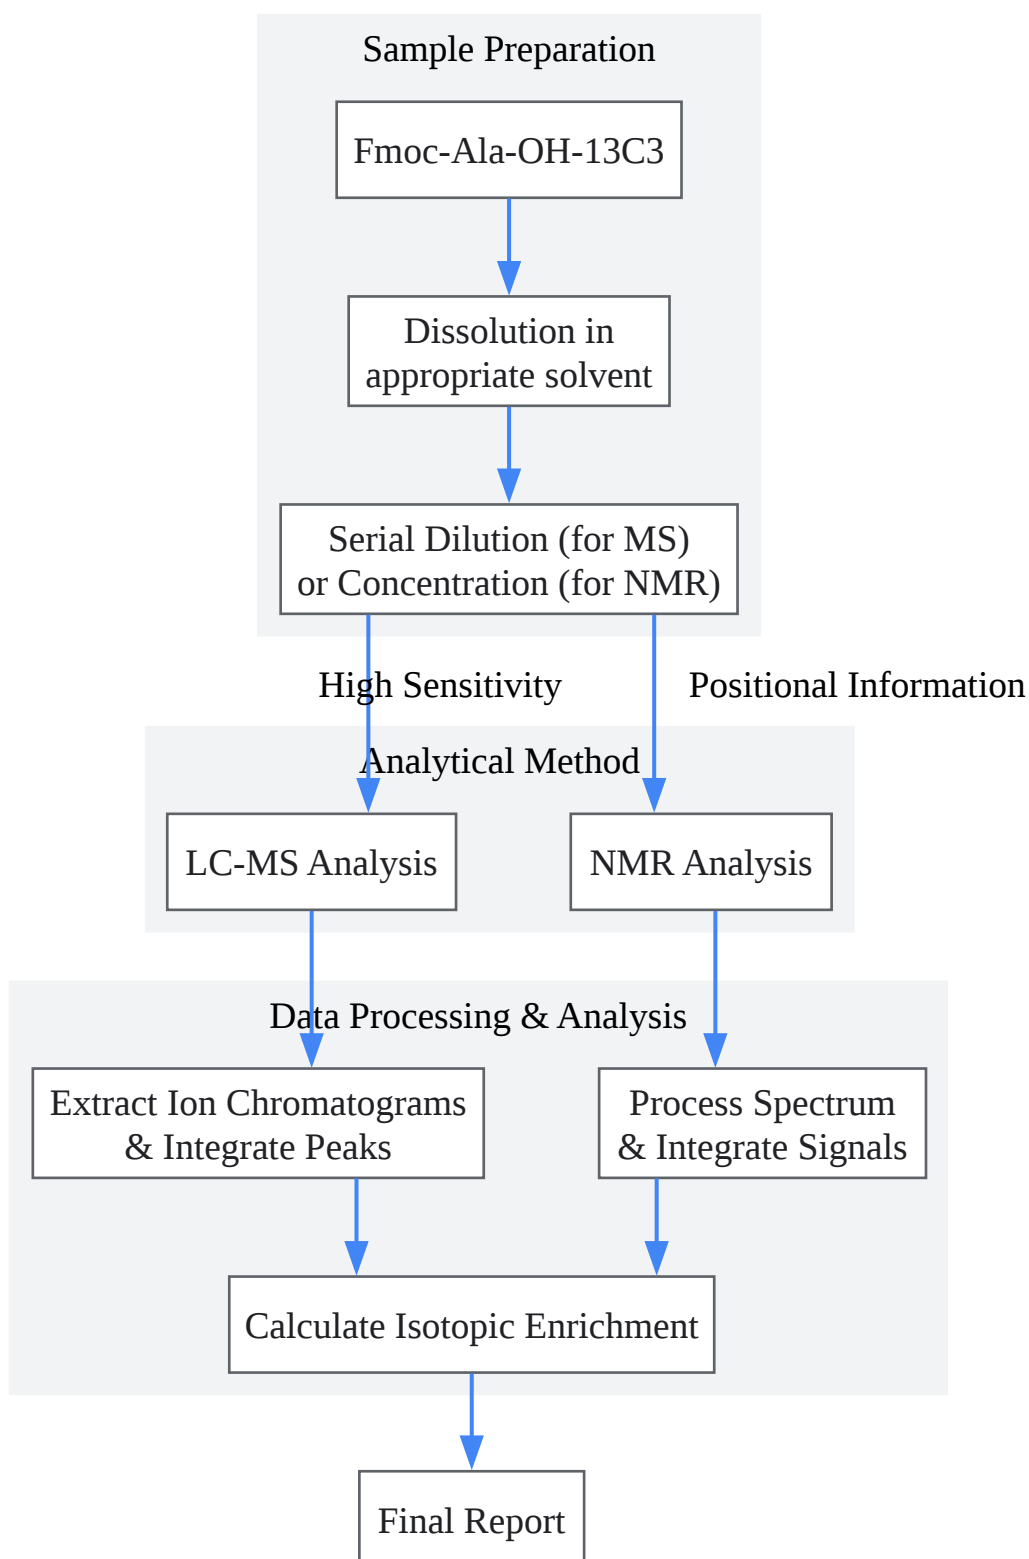 Sample Preparation
Fmoc-Ala-OH-13C3
Dissolution in
appropriate solvent
Serial Dilution (for MS)
or Concentration (for NMR)
High Sensitivity
Positional Information
Analytical Method
LC-MS Analysis
NMR Analysis
Data Processing & Analysis
Extract Ion Chromatograms
& Integrate Peaks
Process Spectrum
& Integrate Signals
Calculate Isotopic Enrichment
Final Report